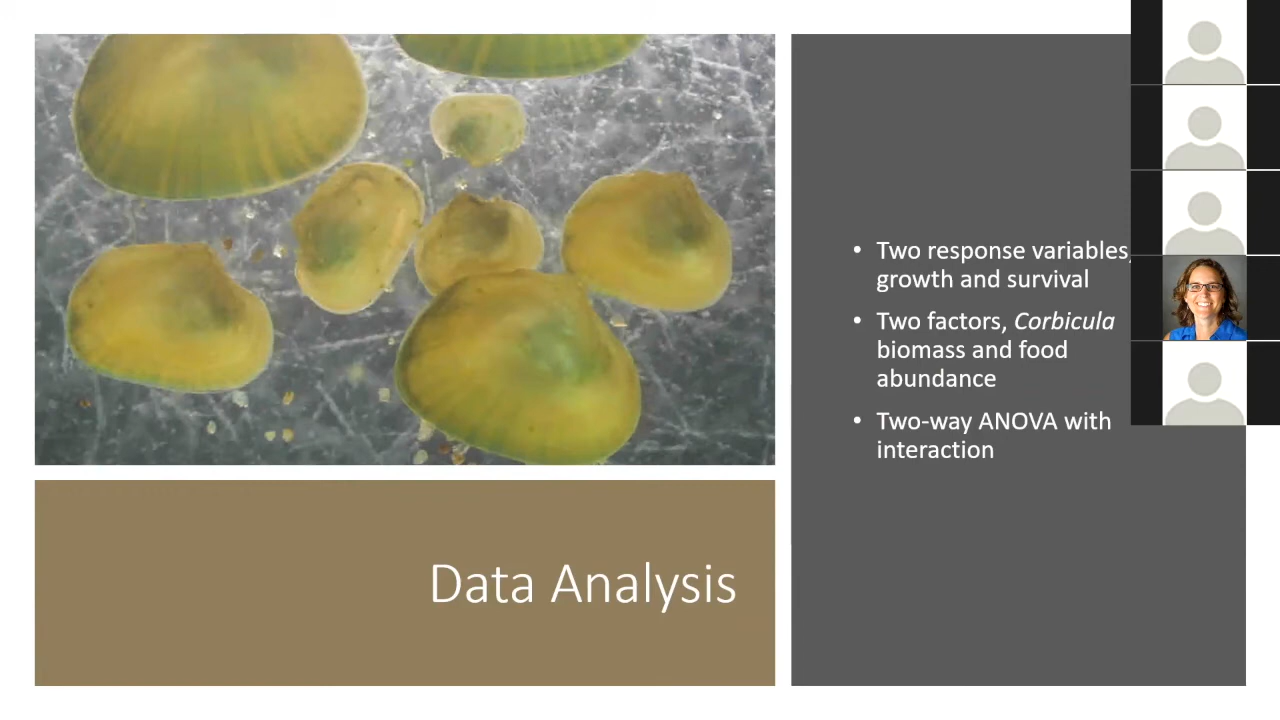 • Two response variables,
growth and survival
• Two factors, Corbicula
biomass and food
abundance
• Two-way ANOVA with
interaction
Data Analysis